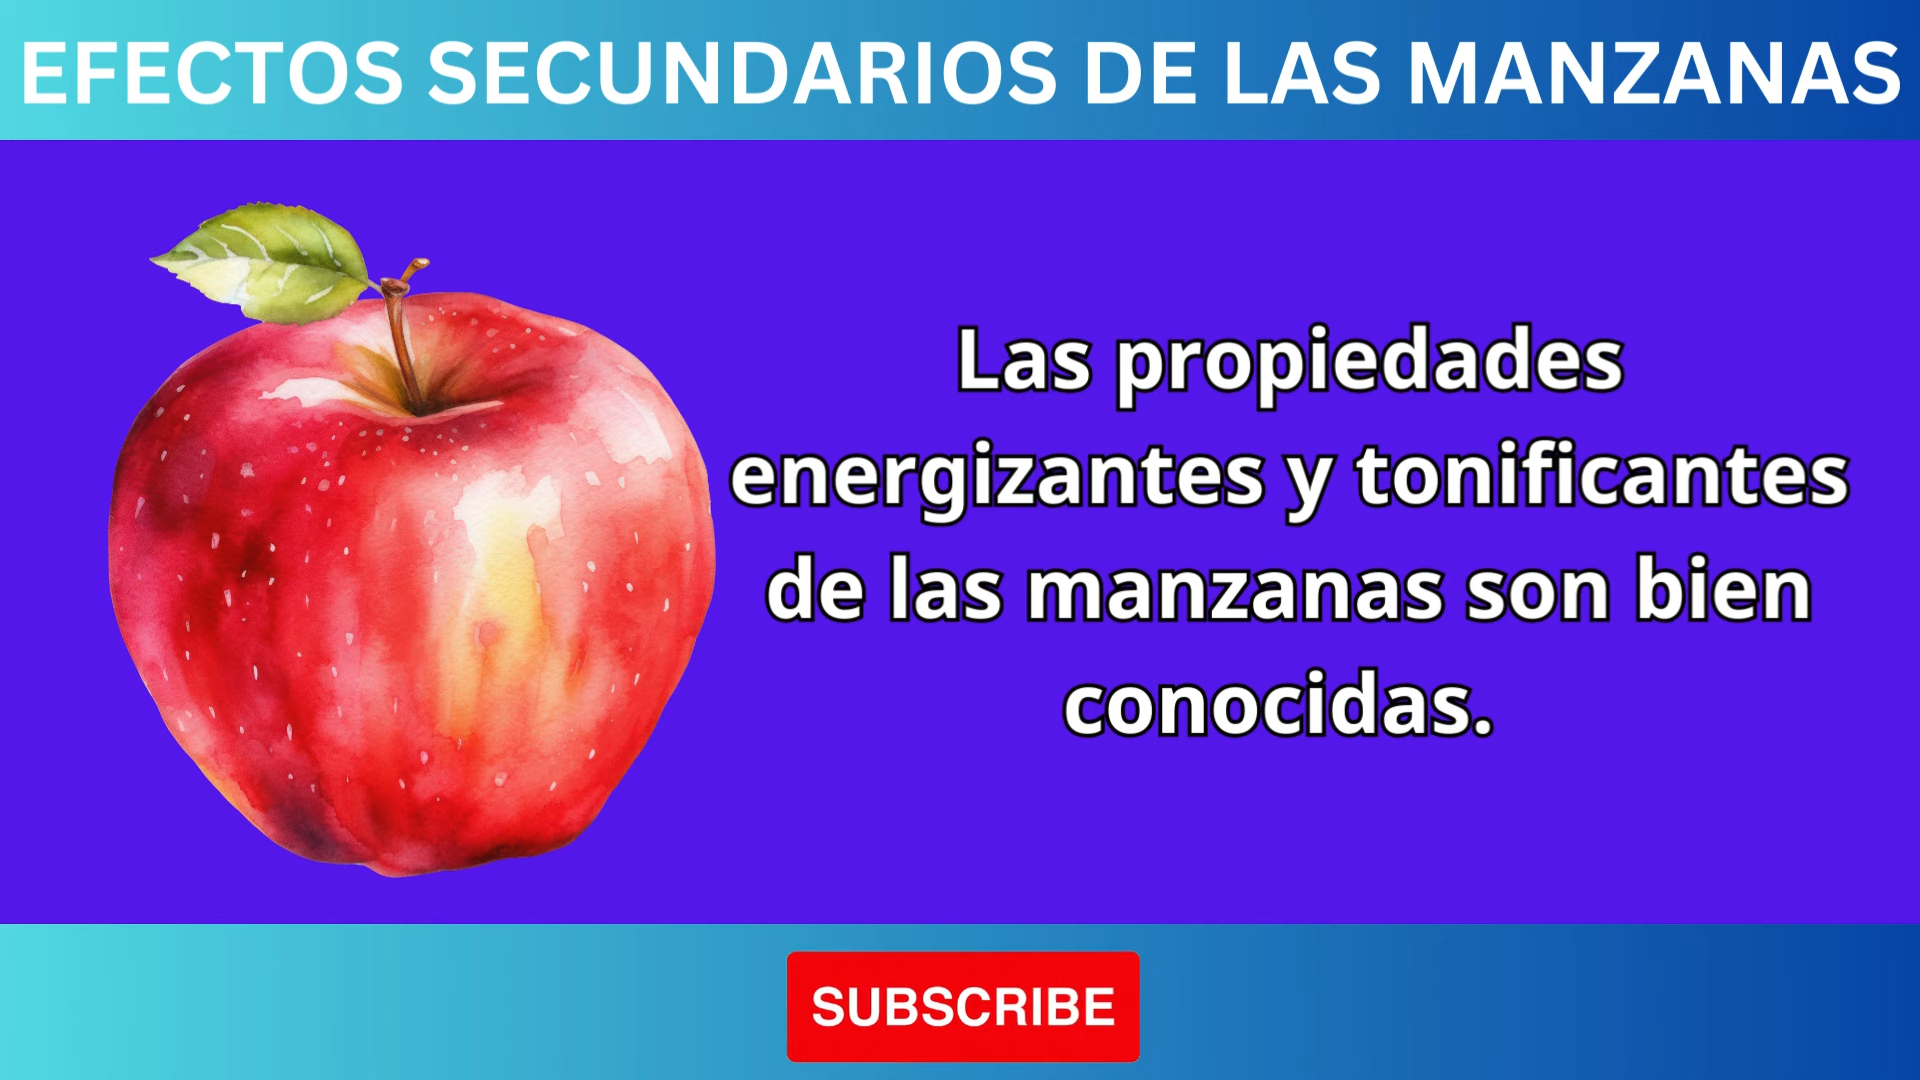 EFECTOS SECUNDARIOS DE LAS MANZANAS
Las propiedades
energizantes y tonificantes
de las manzanas son bien
conocidas.
SUBSCRIBE